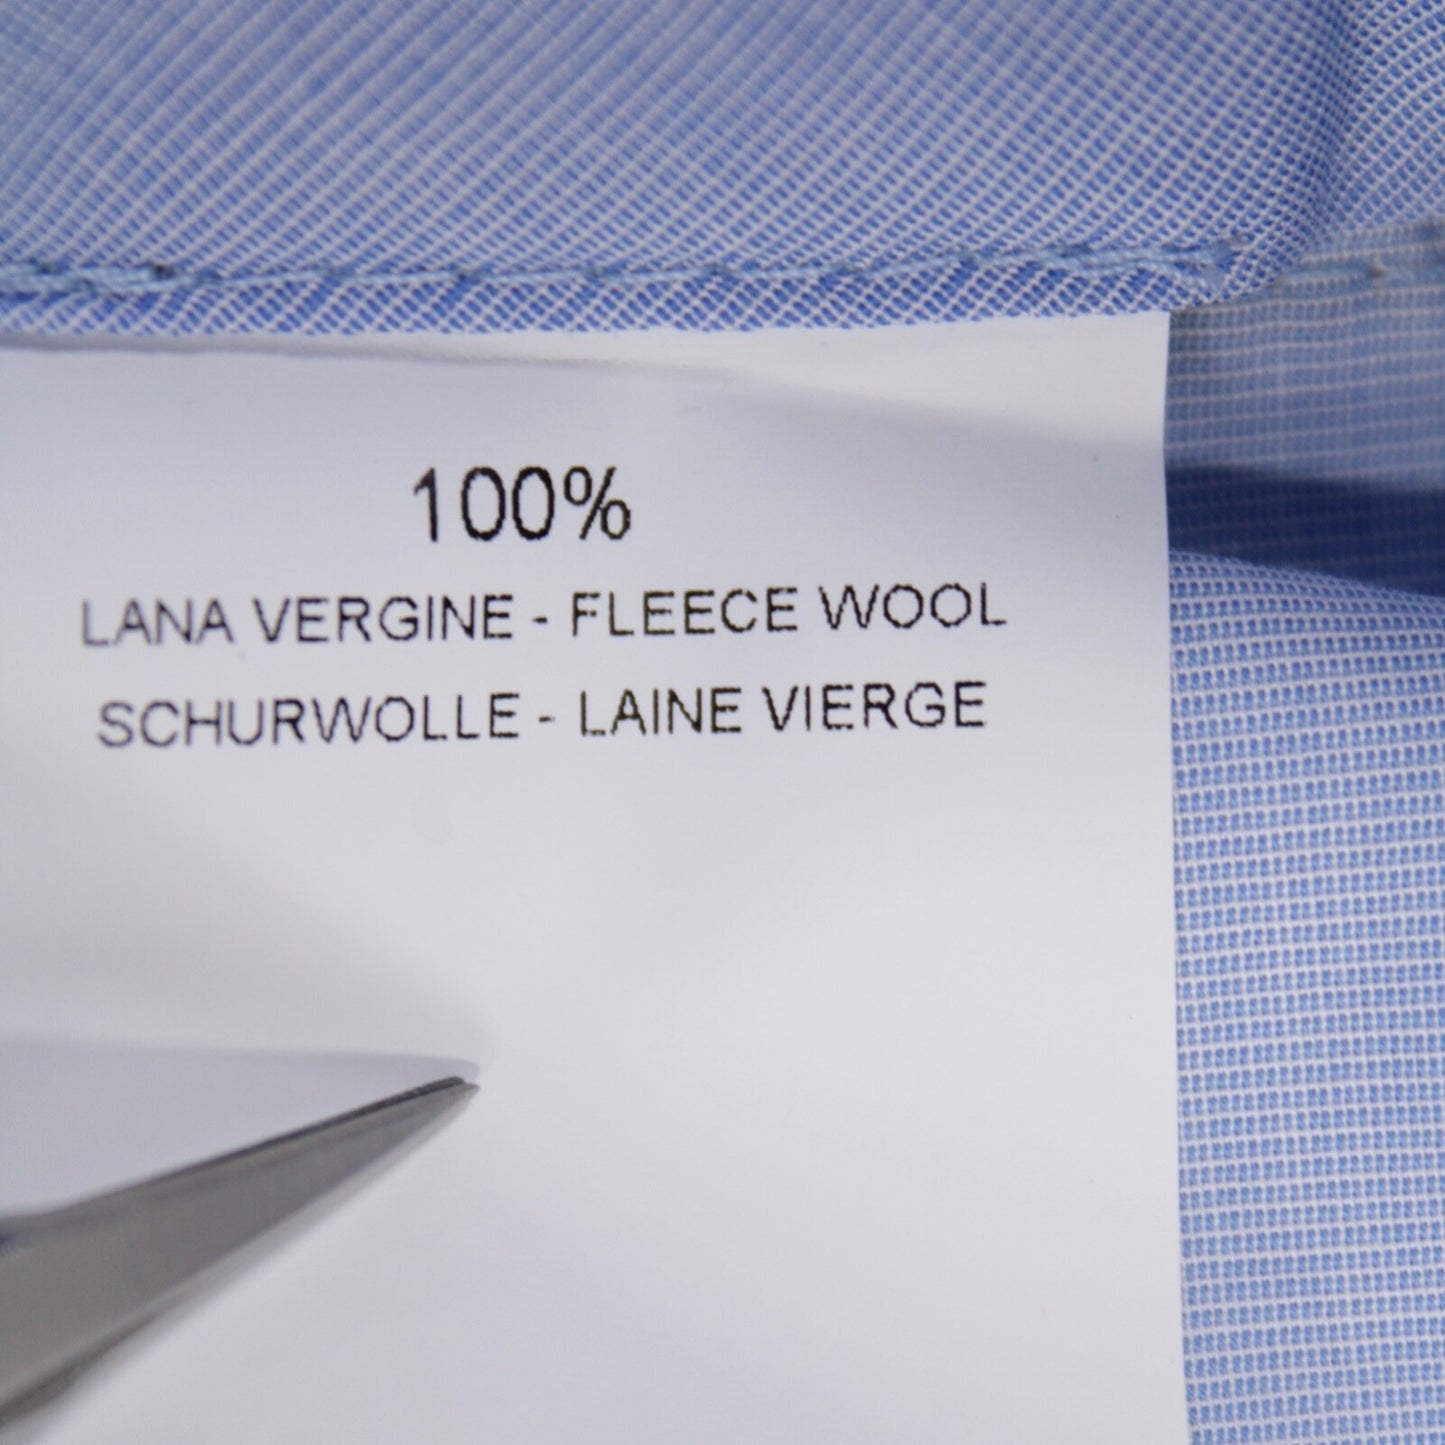 100%
LANA VERGINE - FLEECE WOOL
SCHURWOLLE - LAINE VIERGE